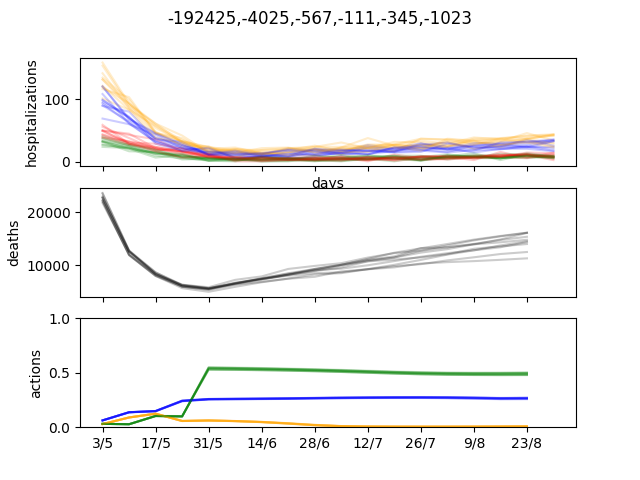 -192425,-4025,-567,-111,-345,-1023
hospitalizations
100
0
days
deaths
20000
10000
actions
1.0
0.5
0.0
3/5 17/5 31/5 14/6 28/6 12/7 26/7 9/8 23/8